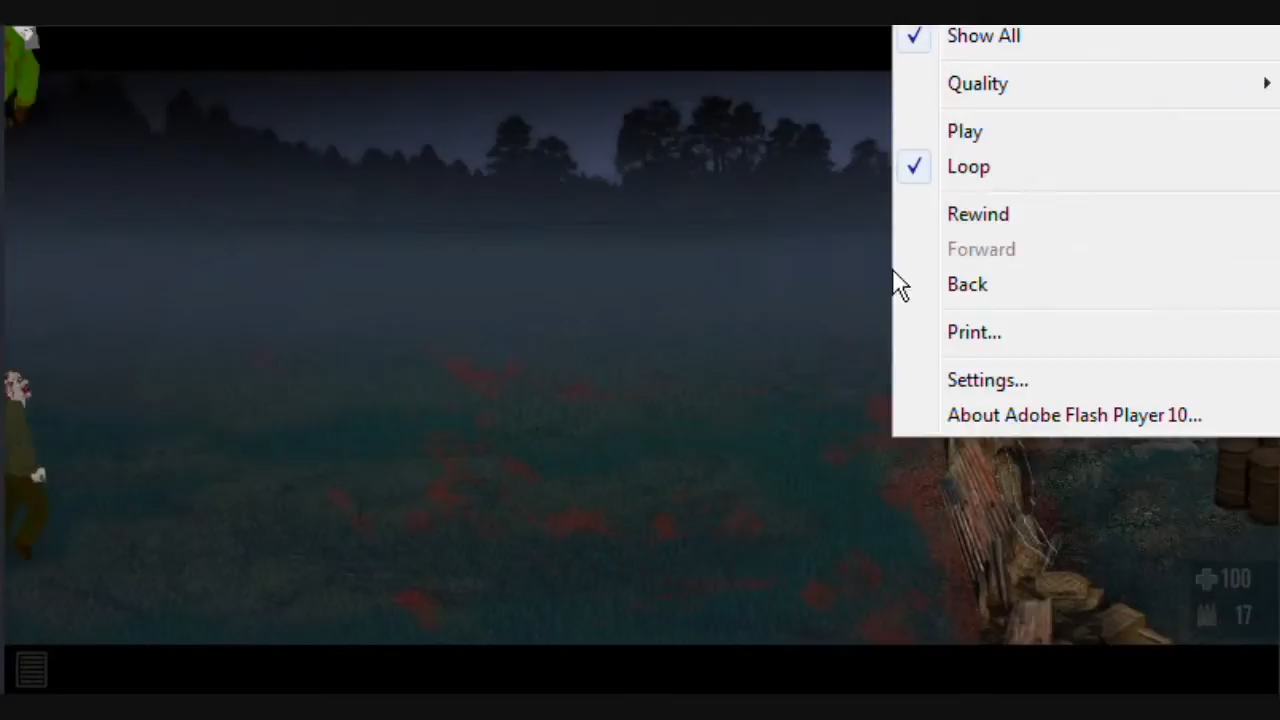 Show All
Quality
Play
Loop
Rewind
Forward
Back
Print...
Settings...
About Adobe Flash Player 10...
100
17